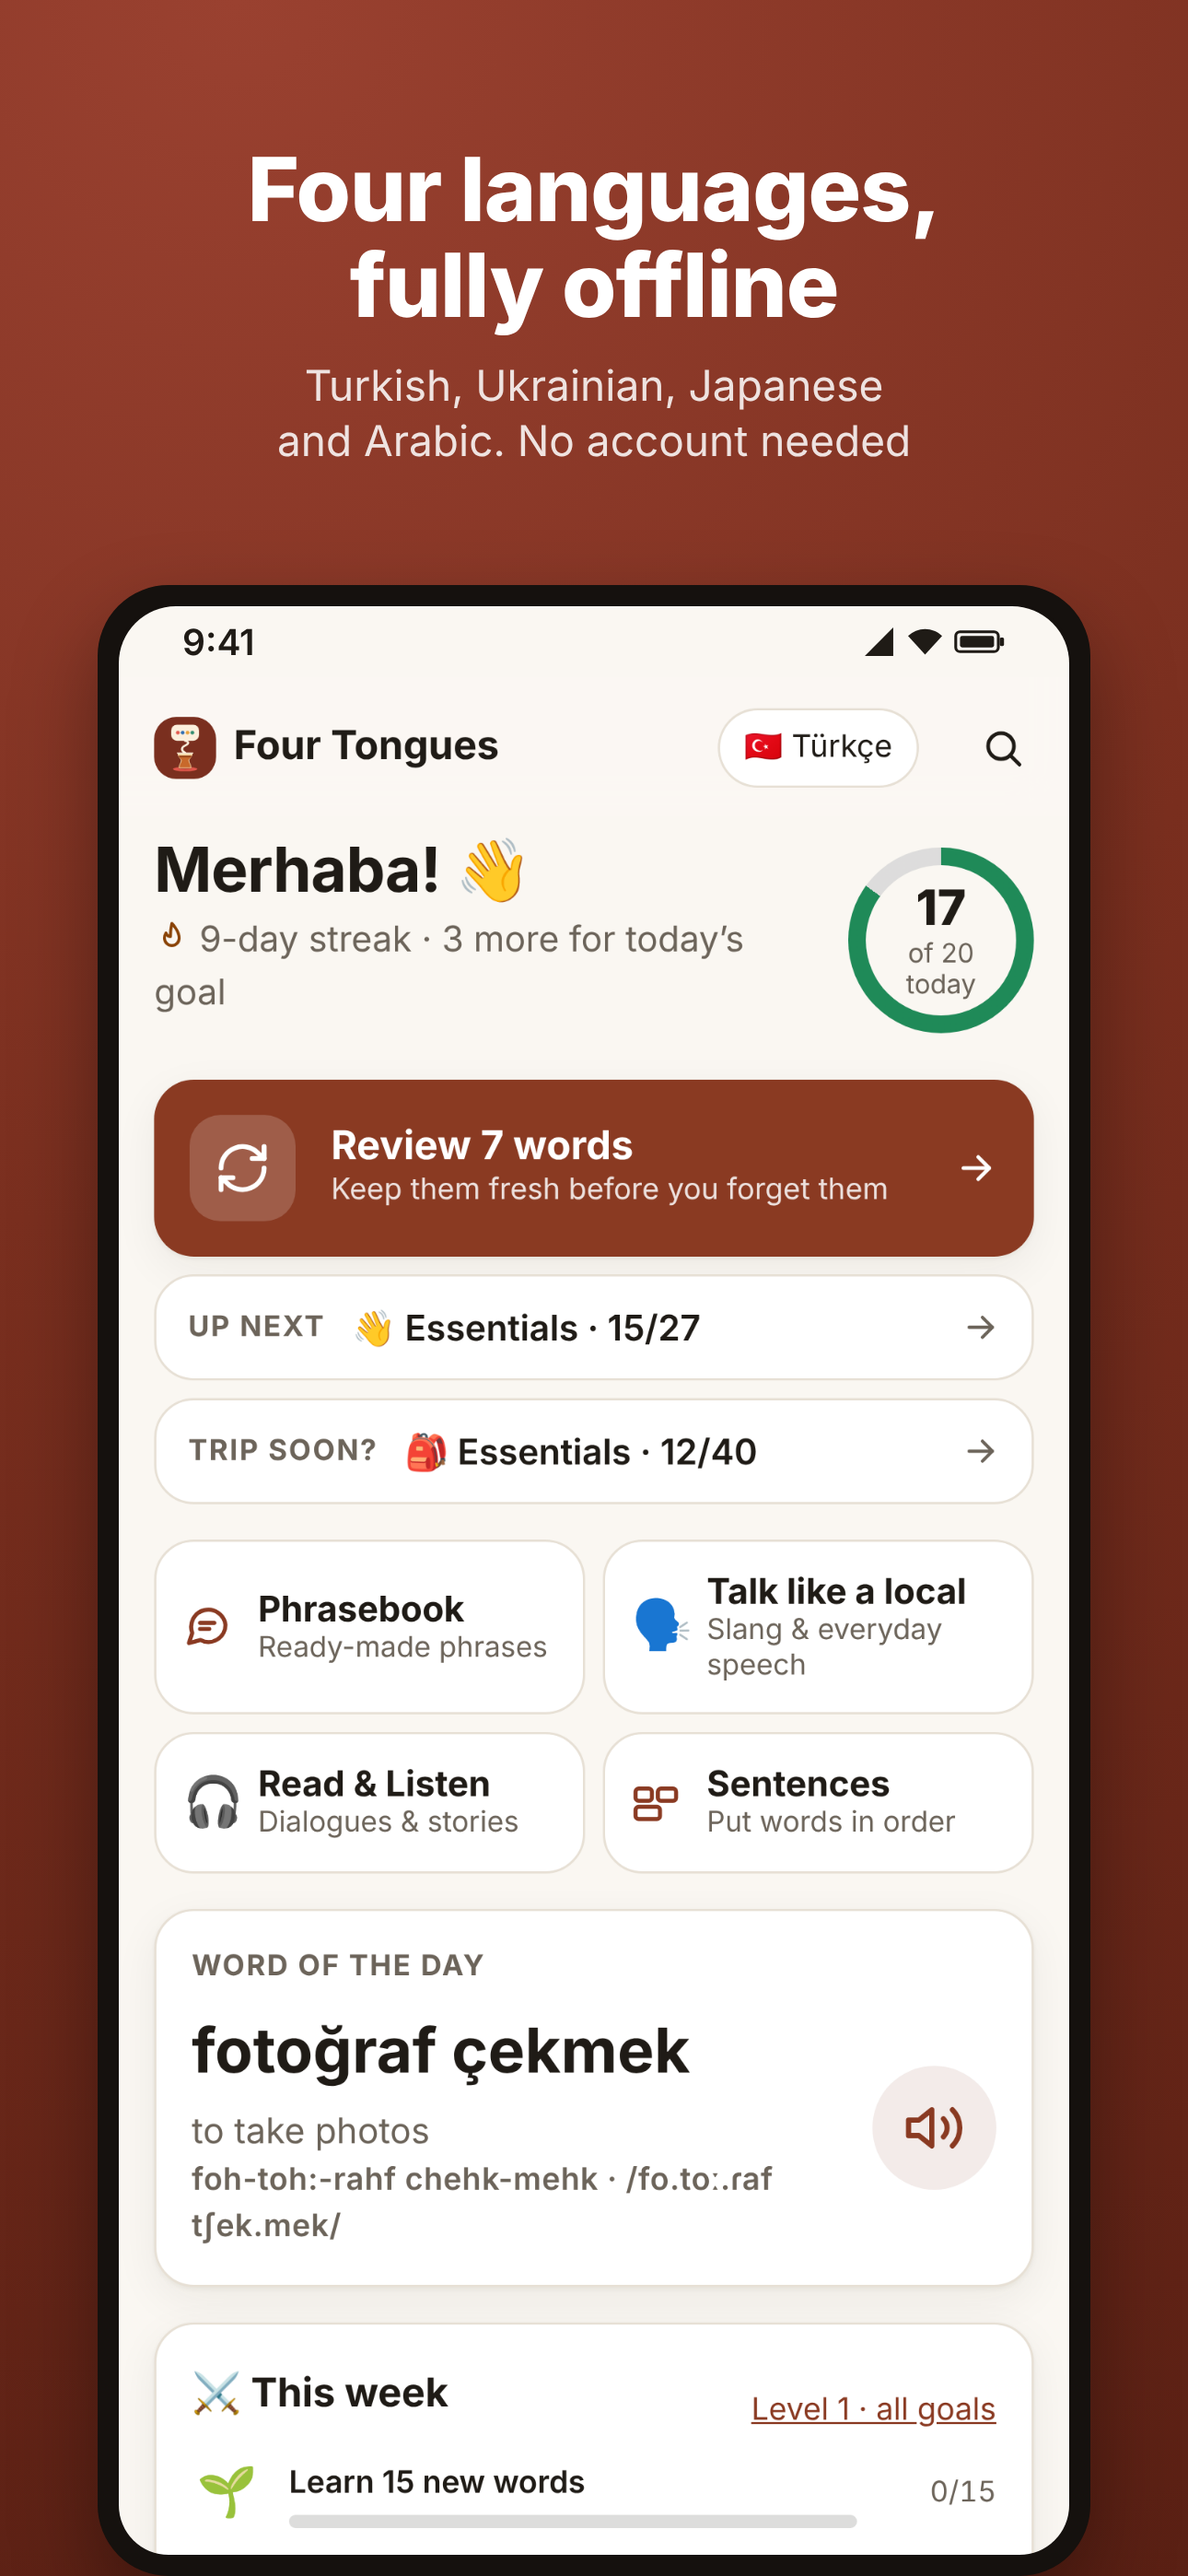 Four languages,
fully offline
Turkish, Ukrainian, Japanese
and Arabic. No account needed
9:41
Four Tongues
🇹🇷 Türkçe
Merhaba! 👋
9-day streak · 3 more for today’s
goal
17
of 20
today
Review 7 words
Keep them fresh before you forget them
UP NEXT 👋 Essentials · 15/27
TRIP SOON? 🎒 Essentials · 12/40
Phrasebook
Ready-made phrases
Talk like a local
Slang & everyday
speech
Read & Listen
Dialogues & stories
Sentences
Put words in order
WORD OF THE DAY
fotoğraf çekmek
to take photos
foh-toh:-rahf chehk-mehk · /fo.toː.ɾaf
tʃek.mek/
⚔️ This week
Level 1 · all goals
Learn 15 new words
0/15